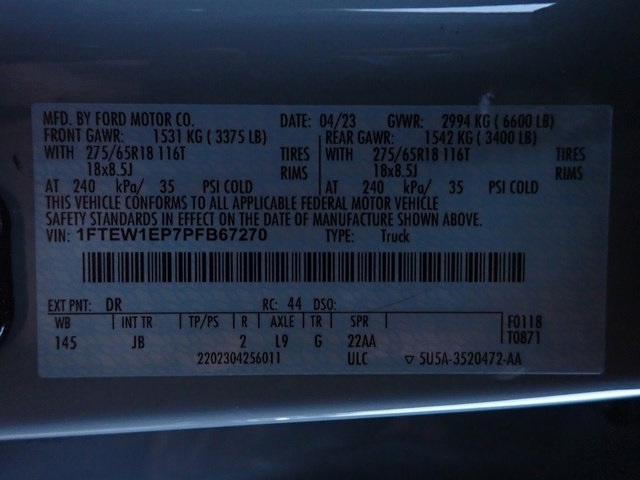 MFD. BY FORD MOTOR CO. DATE: 04/23 GVWR: 2994 KG ( 6600 LB)
FRONT GAWR: 1531 KG ( 3375 LB) REAR GAWR: 1542 KG ( 3400 LB)
WITH 275/65R18 116T TIRES WITH 275/65R18 116T TIRES
18x8.5J RIMS 18x8.5J RIMS
AT 240 kPa/ 35 PSI COLD AT 240 kPa/ 35 PSI COLD
THIS VEHICLE CONFORMS TO ALL APPLICABLE FEDERAL MOTOR VEHICLE
SAFETY STANDARDS IN EFFECT ON THE DATE OF MANUFACTURE SHOWN ABOVE.
VIN: 1FTEW1EP7PFB67270 TYPE: Truck
EXT PNT: DR RC: 44 DSO:
WB INT TR TP/PS R AXLE TR SPR F0118
145 JB 2 L9 G 22AA T0871
2202304256011 ULC ▽ 5U5A-3520472-AA